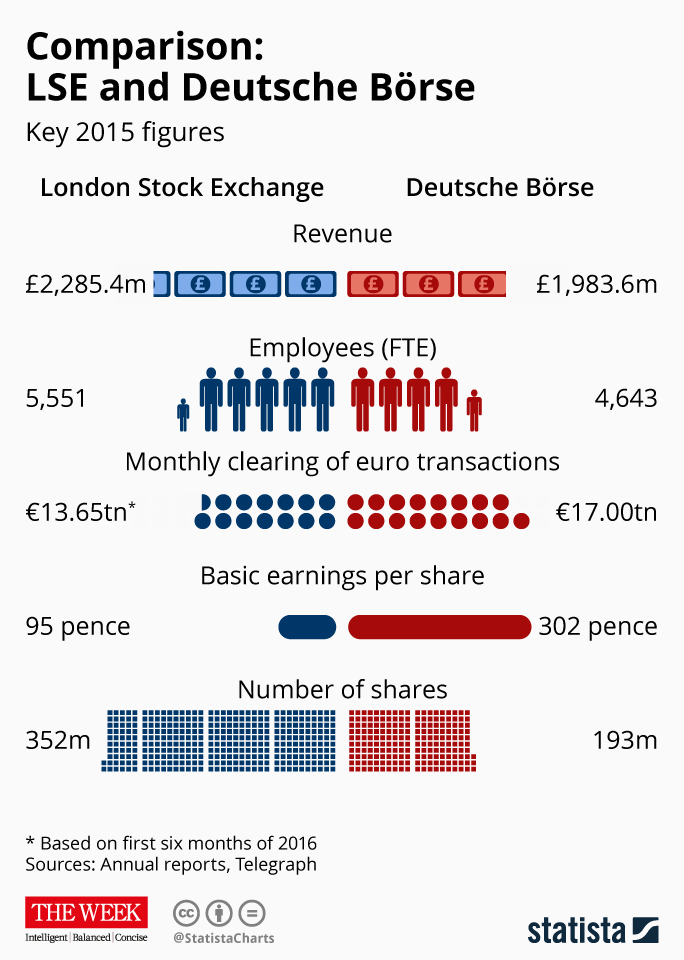 Comparison:
LSE and Deutsche Börse
Key 2015 figures
London Stock Exchange
Deutsche Börse
Revenue
£2,285.4m
£1,983.6m
Employees (FTE)
5,551
4,643
Monthly clearing of euro transactions
€13.65tn*
€17.00tn
Basic earnings per share
95 pence
302 pence
Number of shares
352m
193m
* Based on first six months of 2016
Sources: Annual reports, Telegraph
THE WEEK
Intelligent|Balanced|Concise
@StatistaCharts
statista